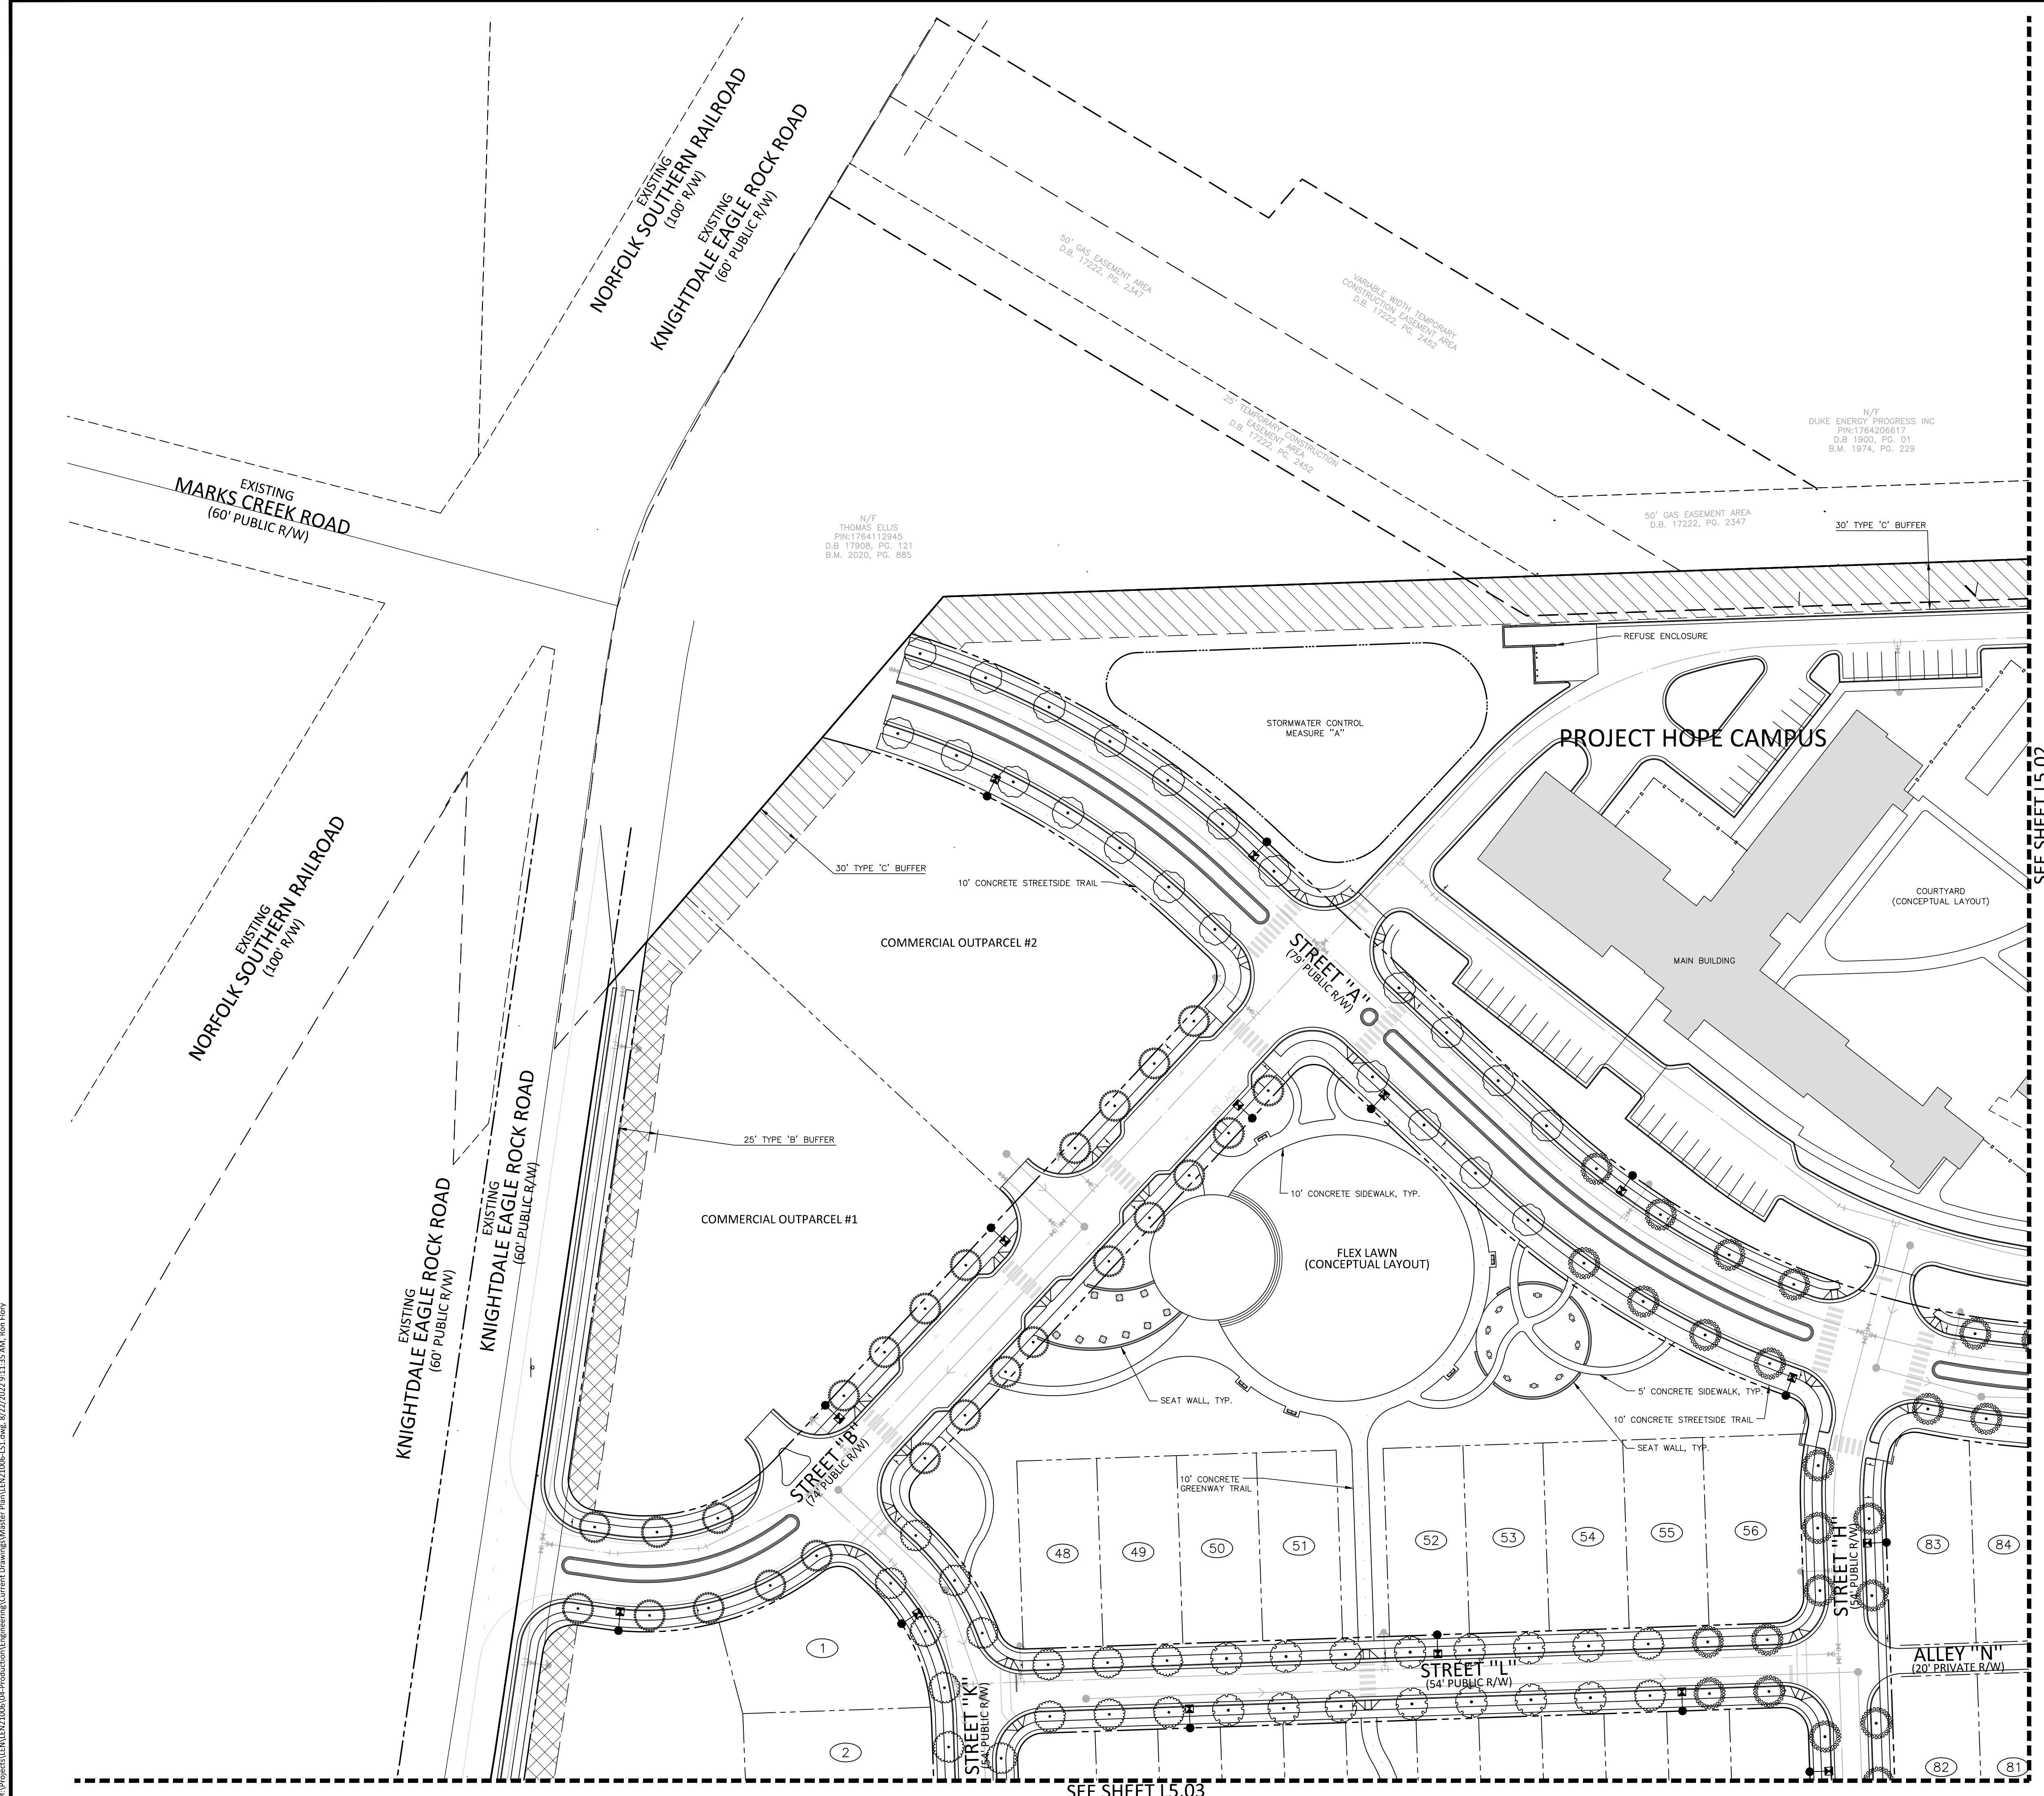 EXISTING
NORFOLK SOUTHERN RAILROAD
(100' R/W)
EXISTING
KNIGHTDALE EAGLE ROCK ROAD
(60' PUBLIC R/W)
50' GAS EASEMENT AREA
D.B. 17222, PG. 2347
VARIABLE WIDTH TEMPORARY
CONSTRUCTION EASEMENT AREA
D.B. 17222, PG. 2452
25' TEMPORARY CONSTRUCTION
EASEMENT AREA
D.B. 17222, PG. 2452
N/F
DUKE ENERGY PROGRESS INC
PIN:1764206617
D.B 1900, PG. 01
B.M. 1974, PG. 229
EXISTING
MARKS CREEK ROAD
(60' PUBLIC R/W)
N/F
THOMAS ELLIS
PIN:1764112945
D.B 17908, PG. 121
B.M. 2020, PG. 885
50' GAS EASEMENT AREA
D.B. 17222, PG. 2347
30' TYPE 'C' BUFFER
REFUSE ENCLOSURE
STORMWATER CONTROL
MEASURE "A"
PROJECT HOPE CAMPUS
SEE SHEET L5.02
EXISTING
NORFOLK SOUTHERN RAILROAD
(100' R/W)
30' TYPE 'C' BUFFER
10' CONCRETE STREETSIDE TRAIL
COURTYARD
(CONCEPTUAL LAYOUT)
COMMERCIAL OUTPARCEL #2
STREET "A"
(79' PUBLIC R/W)
MAIN BUILDING
25' TYPE 'B' BUFFER
EXISTING
KNIGHTDALE EAGLE ROCK ROAD
(60' PUBLIC R/W)
EXISTING
KNIGHTDALE EAGLE ROCK ROAD
(60' PUBLIC R/W)
COMMERCIAL OUTPARCEL #1
10' CONCRETE SIDEWALK, TYP.
FLEX LAWN
(CONCEPTUAL LAYOUT)
SEAT WALL, TYP.
5' CONCRETE SIDEWALK, TYP.
10' CONCRETE STREETSIDE TRAIL
SEAT WALL, TYP.
STREET "B"
(74' PUBLIC R/W)
10' CONCRETE
GREENWAY TRAIL
48
49
50
51
52
53
54
55
56
STREET "H"
(54' PUBLIC R/W)
83
84
1
STREET "L"
(54' PUBLIC R/W)
ALLEY "N"
(20' PRIVATE R/W)
STREET "K"
(54' PUBLIC R/W)
2
82
81
SEE SHEET L5.03